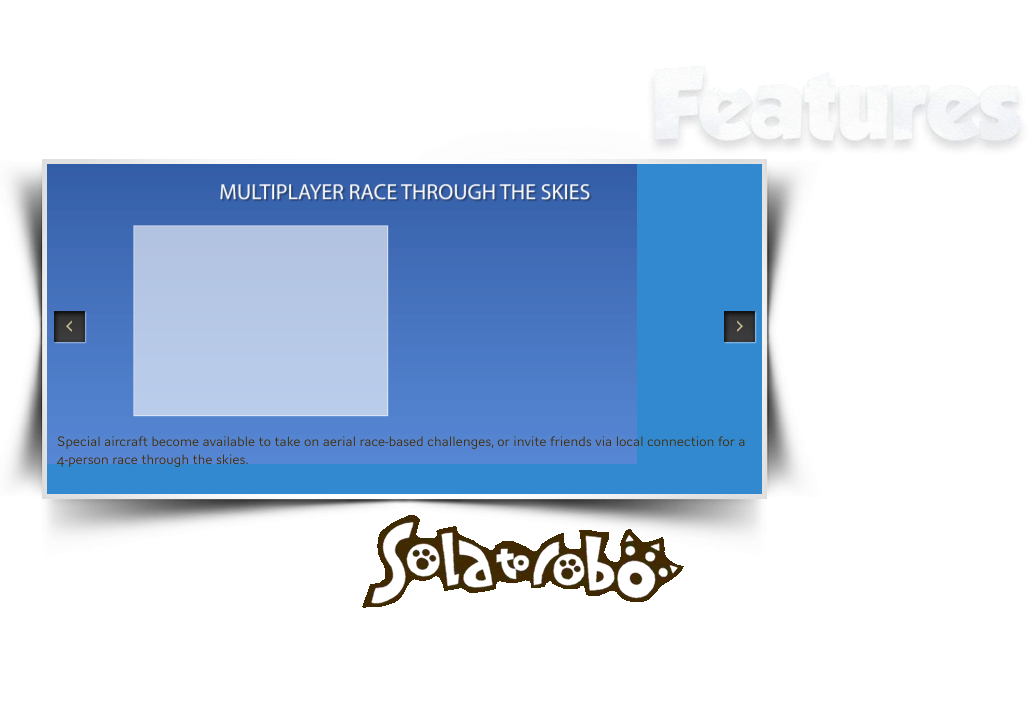 Features
MULTIPLAYER RACE THROUGH THE SKIES
Special aircraft become available to take on aerial race-based challenges, or invite friends via local connection for a
4-person race through the skies.
Solatorobo